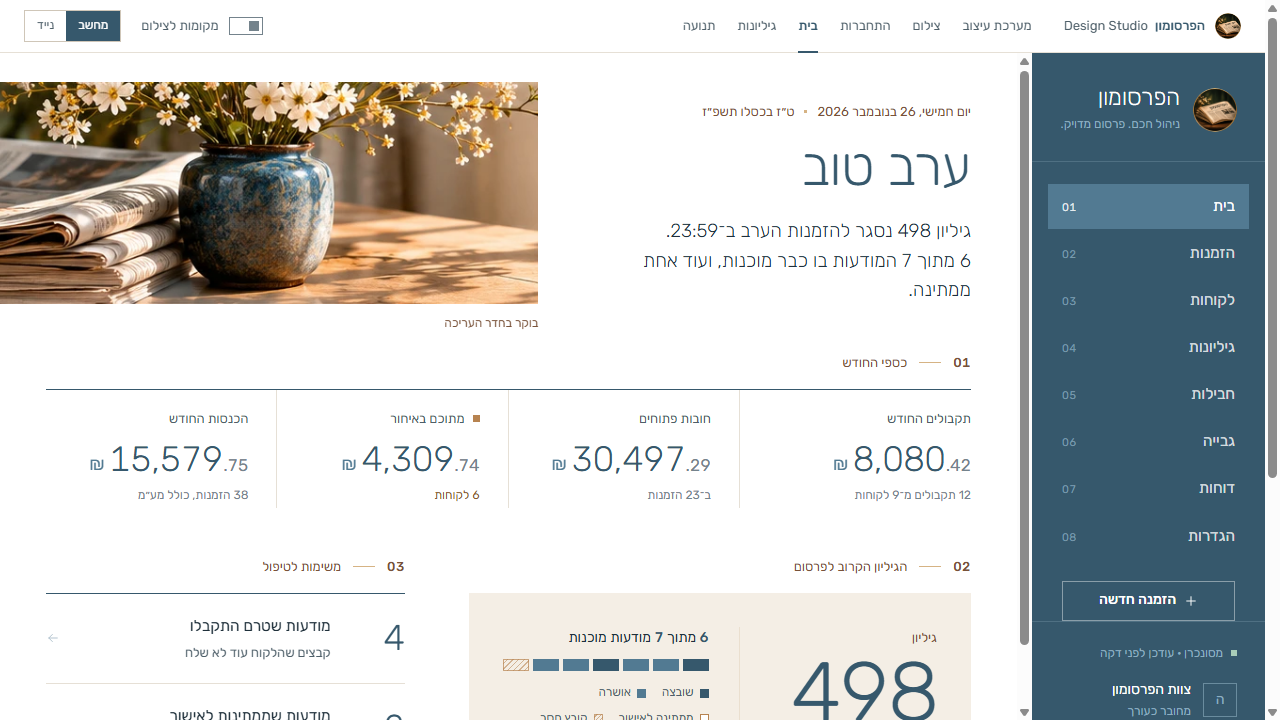 הפרסומון Design Studio
מערכת עיצוב
צילום
התחברות
בית
גיליונות
תנועה
מקומות לצילום
מחשב
נייד
הפרסומון
ניהול חכם. פרסום מדויק.
בית 01
הזמנות 02
לקוחות 03
גיליונות 04
חבילות 05
גבייה 06
דוחות 07
הגדרות 08
+ הזמנה חדשה
מסונכרן · עודכן לפני דקה
ה
צוות הפרסומון
מחובר כעורך
יום חמישי, 26 בנובמבר 2026 ט״ז בכסלו תשפ״ז
ערב טוב
גיליון 498 נסגר להזמנות הערב ב־23:59.
6 מתוך 7 המודעות בו כבר מוכנות, ועוד אחת
ממתינה.
בוקר בחדר העריכה
01 כספי החודש
תקבולים החודש
8,080.42 ₪
12 תקבולים מ־9 לקוחות
חובות פתוחים
30,497.29 ₪
ב־23 הזמנות
מתוכם באיחור
4,309.74 ₪
6 לקוחות
הכנסות החודש
15,579.75 ₪
38 הזמנות, כולל מע״מ
02 הגיליון הקרוב לפרסום
גיליון
498
6 מתוך 7 מודעות מוכנות
שובצה
אושרה
ממתינה לאישור
קובץ חסר
03 משימות לטיפול
4
מודעות שטרם התקבלו
קבצים שהלקוח עוד לא שלח
←
מודעות שממתינות לאישור